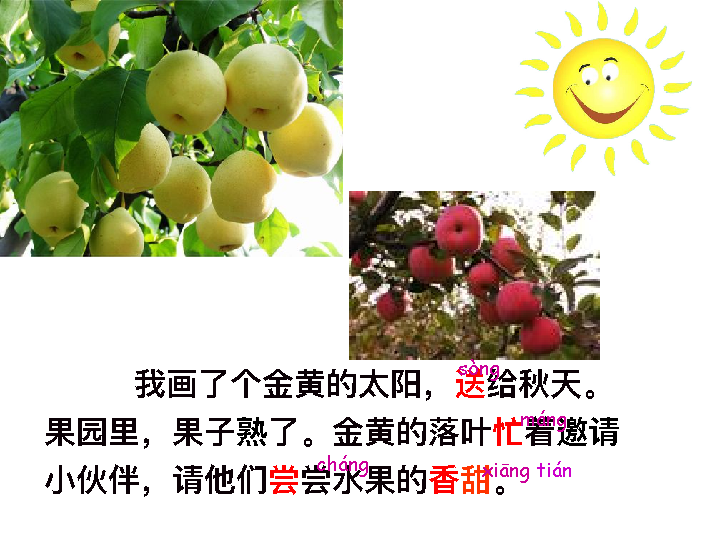 sòng
我画了个金黄的太阳，送给秋天。
máng
果园里，果子熟了。金黄的落叶忙着邀请
cháng xiāng tián
小伙伴，请他们尝尝水果的香甜。